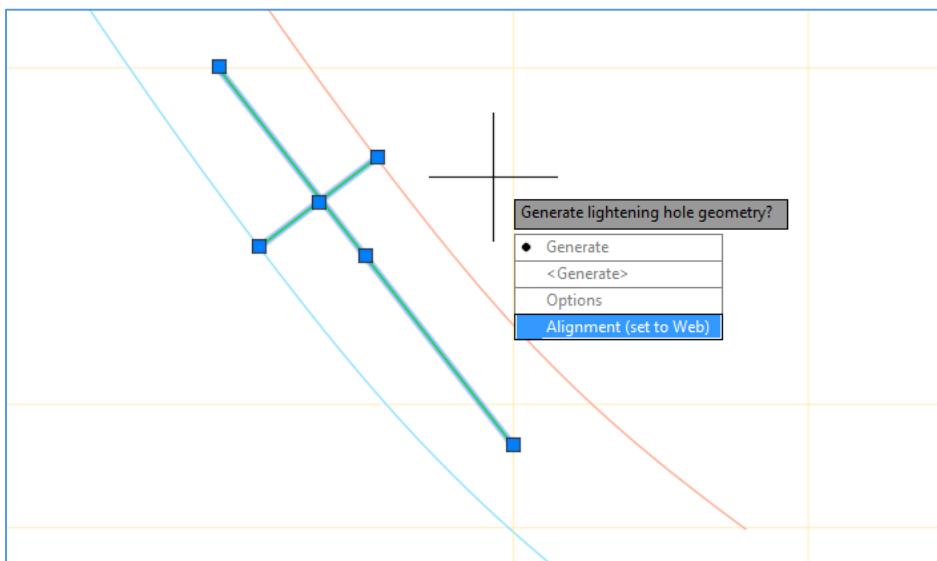 Generate lightening hole geometry?
Generate
<Generate>
Options
Alignment (set to Web)